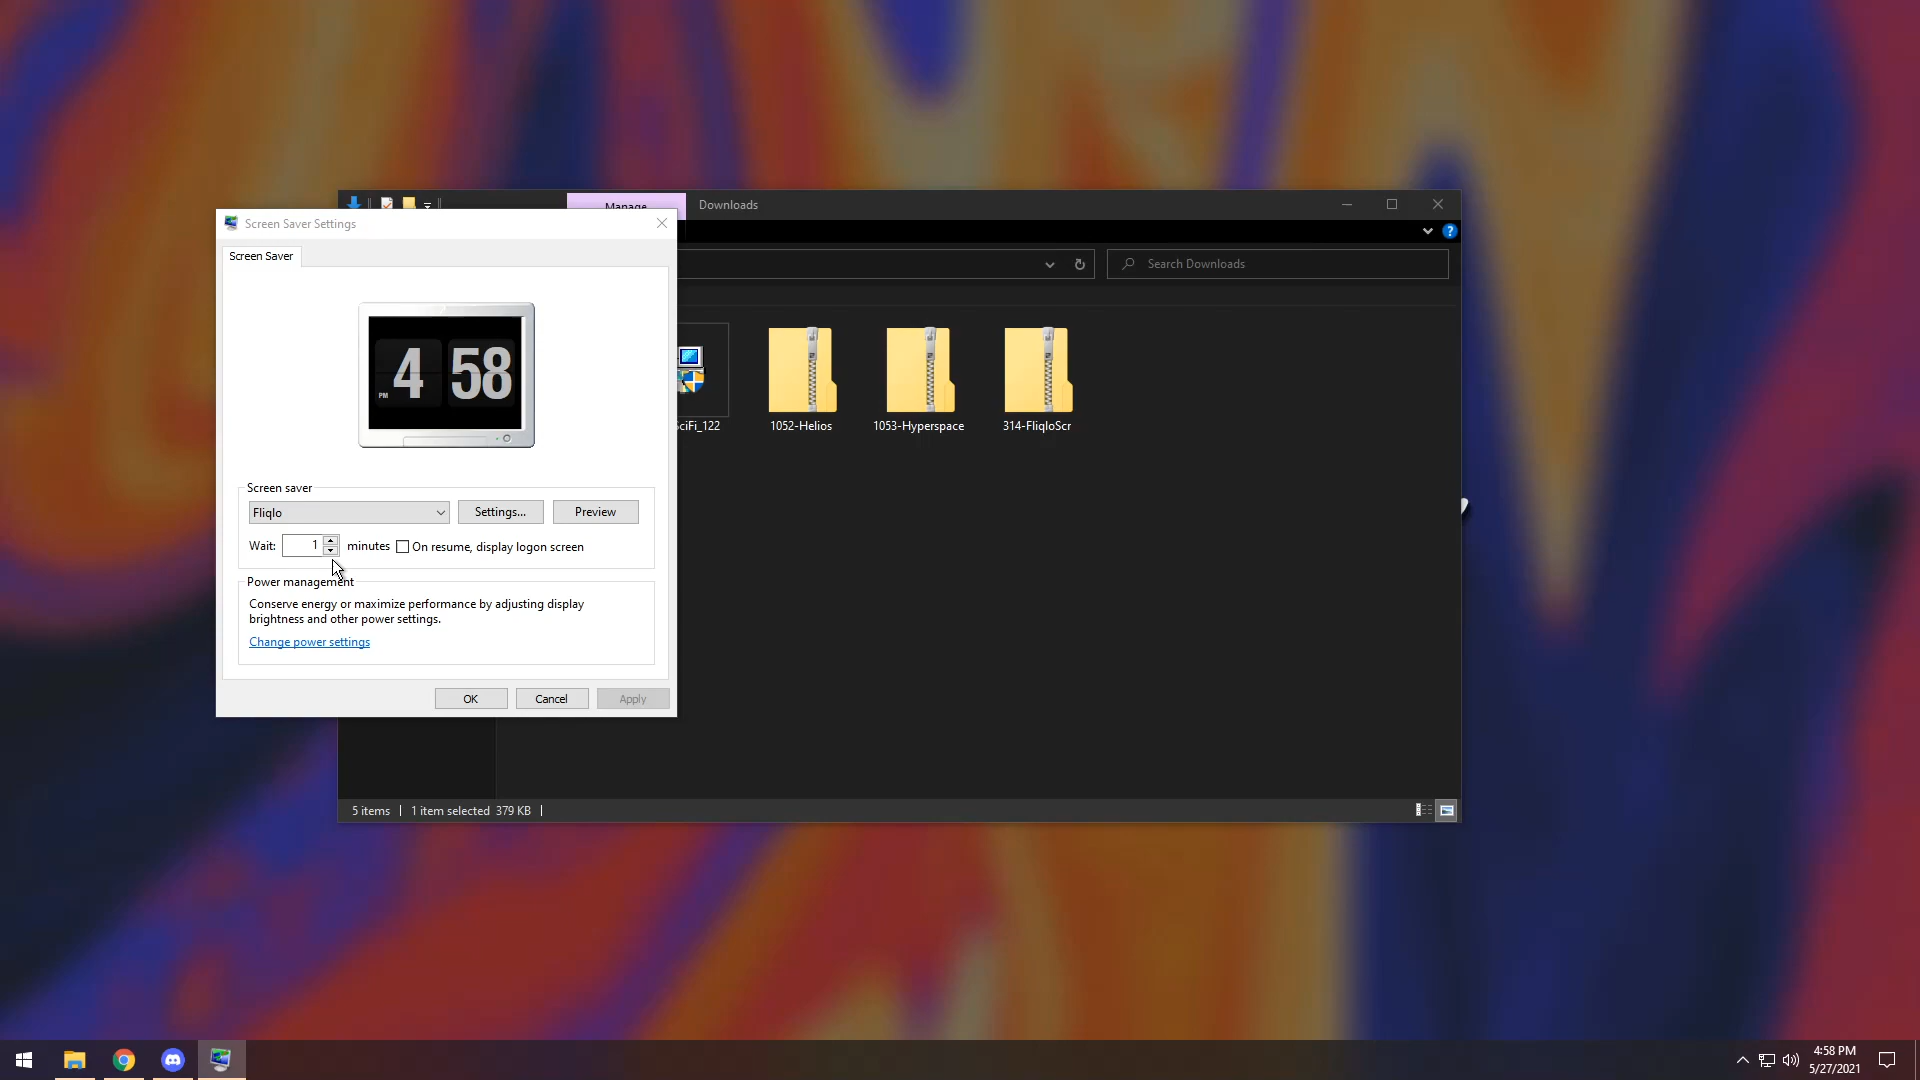 Manage
Downloads
Screen Saver Settings
Screen Saver
Search Downloads
4 58
PM
SciFi_122
1052-Helios
1053-Hyperspace
314-FliqloScr
Screen saver
Fliqlo
Settings...
Preview
Wait: 1 minutes
On resume, display logon screen
Power management
Conserve energy or maximize performance by adjusting display
brightness and other power settings.
Change power settings
OK
Cancel
Apply
5 items
1 item selected 379 KB
4:58 PM
5/27/2021